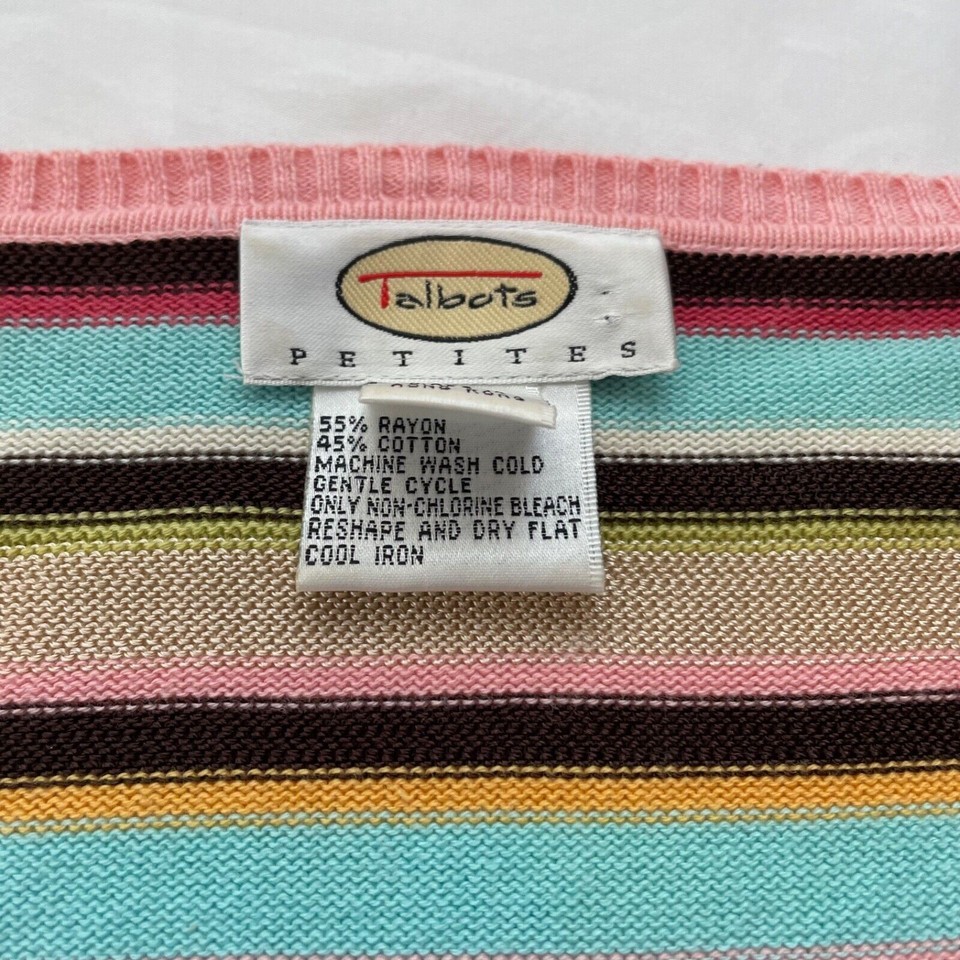 Talbots
PETITES
55% RAYON
45% COTTON
MACHINE WASH COLD
GENTLE CYCLE
ONLY NON-CHLORINE BLEACH
RESHAPE AND DRY FLAT
COOL IRON